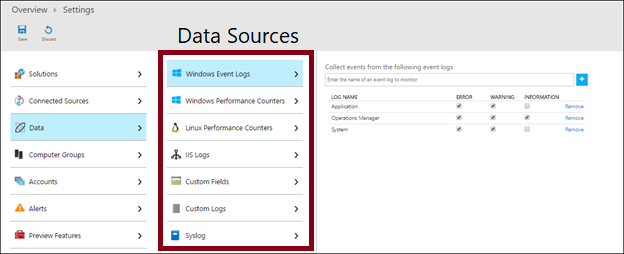 Overview › Settings
Save
Discard
Data Sources
Solutions
Connected Sources
Data
Computer Groups
Accounts
Alerts
Preview Features
Windows Event Logs
Windows Performance Counters
Linux Performance Counters
IIS Logs
Custom Fields
Custom Logs
Syslog
Collect events from the following event logs
Enter the name of an event log to monitor
LOG NAME ERROR WARNING INFORMATION
Application Remove
Operations Manager Remove
System Remove